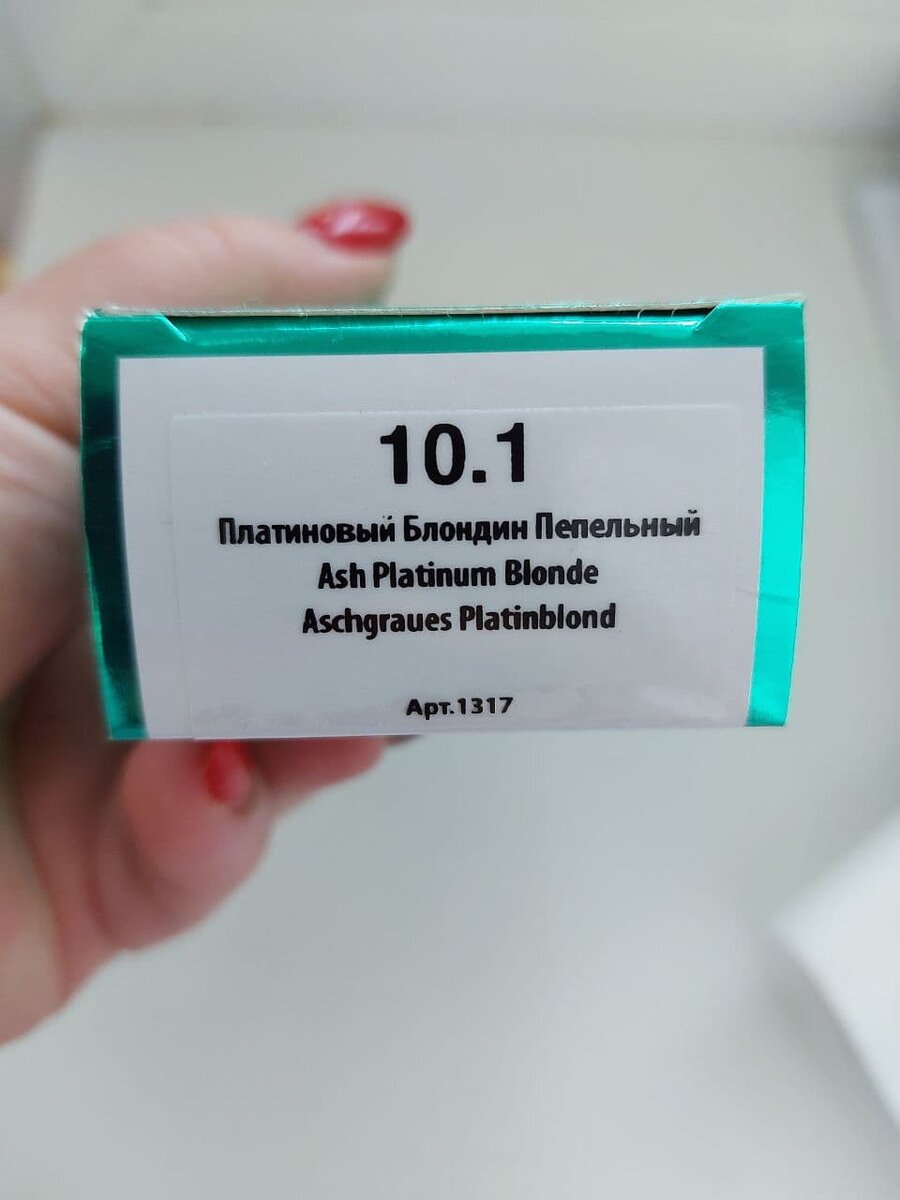 10.1
Платиновый Блондин Пепельный
Ash Platinum Blonde
Aschgraues Platinblond
Арт.1317